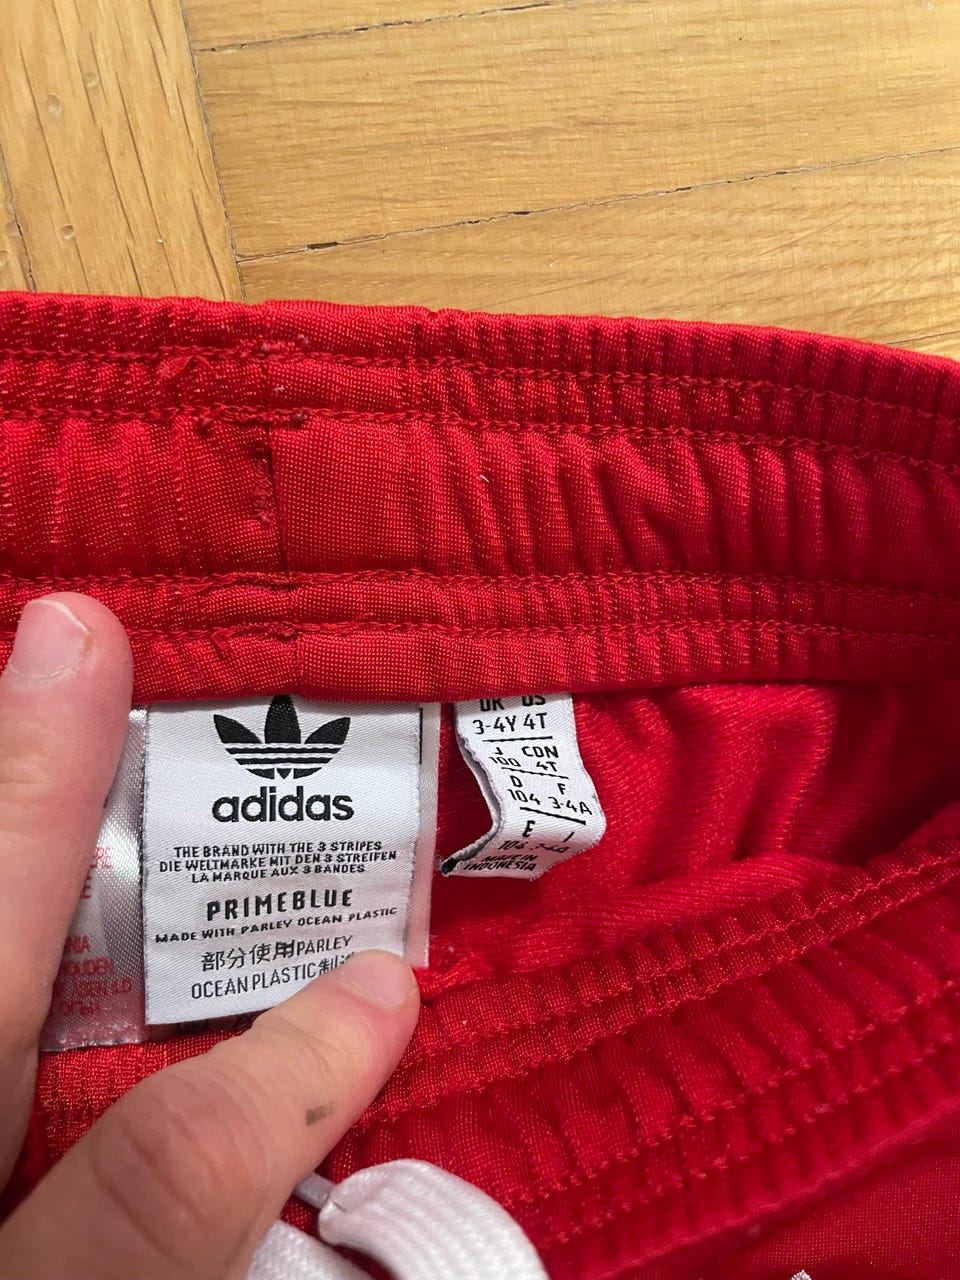 adidas
THE BRAND WITH THE 3 STRIPES
DIE WELTMARKE MIT DEN 3 STREIFEN
LA MARQUE AUX 3 BANDES
PRIMEBLUE
MADE WITH PARLEY OCEAN PLASTIC
部分使用PARLEY
OCEAN PLASTIC制
UK US
3-4Y 4T
J CDN
100 4T
D F
104 3-4A
E I
104 3-4A
MADE IN
INDONESIA